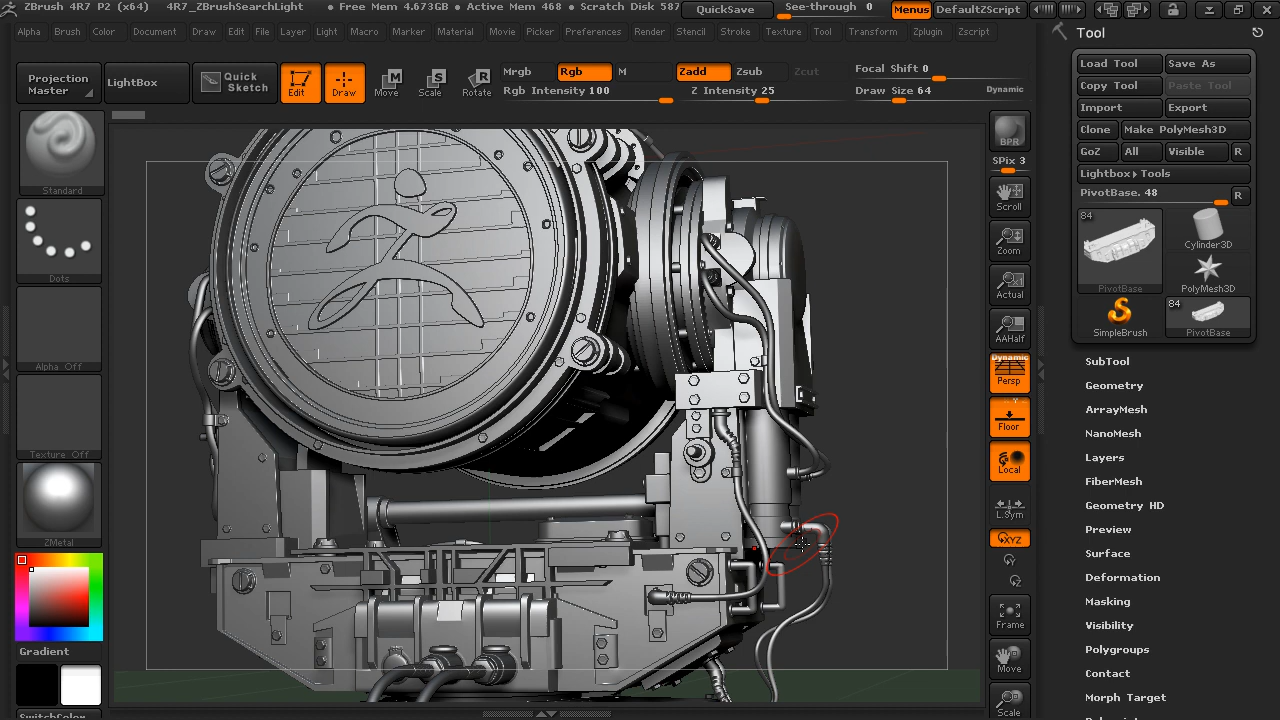 ZBrush 4R7 P2 (x64)   4R7_ZBrushSearchLight   • Free Mem 4.673GB • Active Mem 468 • Scratch Disk 587   QuickSave   See-through 0   Menus   DefaultZScript
Alpha Brush Color Document Draw Edit File Layer Light Macro Marker Material Movie Picker Preferences Render Stencil Stroke Texture Tool Transform Zplugin Zscript
Projection Master
LightBox
Quick Sketch
Edit
Draw
Move
Scale
Rotate
Mrgb Rgb M
Rgb Intensity 100
Zadd Zsub Zcut
Z Intensity 25
Focal Shift 0
Draw Size 64 Dynamic
Standard
Dots
Alpha Off
Texture Off
ZMetal
Gradient
SwitchColor
BPR
SPix 3
Scroll
Zoom
Actual
AAHalf
Dynamic
Persp
Floor
Local
L.Sym
XYZ
Frame
Move
Scale
Tool
Load Tool Save As
Copy Tool Paste Tool
Import Export
Clone Make PolyMesh3D
GoZ All Visible R
Lightbox▸ Tools
PivotBase. 48 R
84
PivotBase
Cylinder3D
PolyMesh3D
SimpleBrush
84
PivotBase
SubTool
Geometry
ArrayMesh
NanoMesh
Layers
FiberMesh
Geometry HD
Preview
Surface
Deformation
Masking
Visibility
Polygroups
Contact
Morph Target